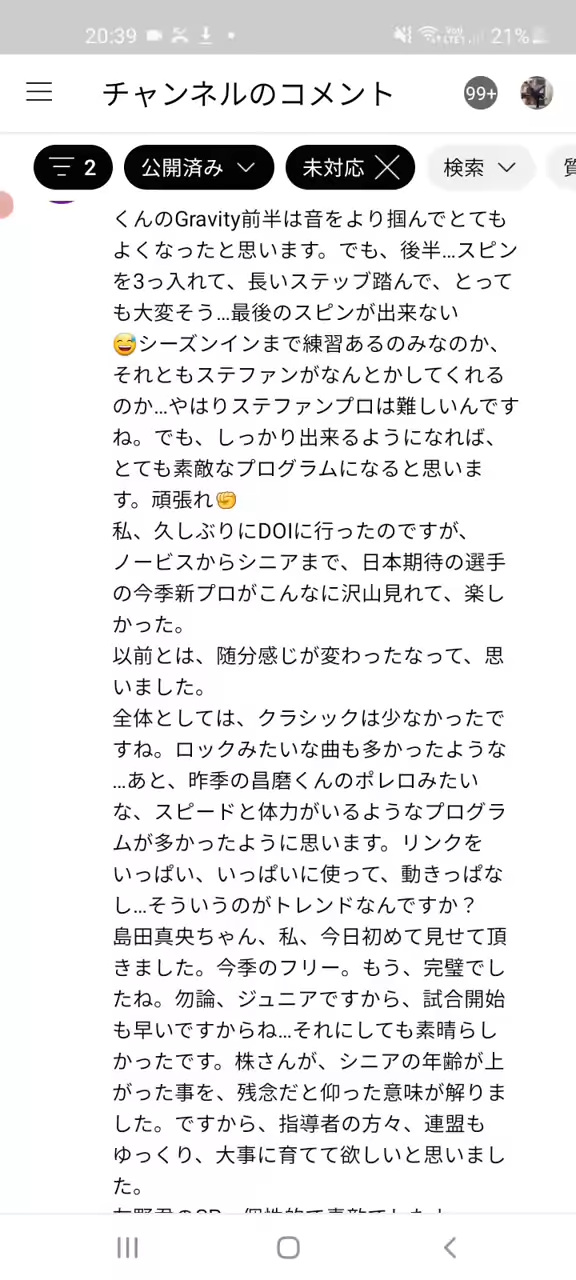 20:39
21%
チャンネルのコメント
99+
2 公開済み 未対応 検索
くんのGravity前半は音をより掴んでとても
よくなったと思います。でも、後半…スピン
を3っ入れて、長いステップ踏んで、とって
も大変そう…最後のスピンが出来ない
😅シーズンインまで練習あるのみなのか、
それともステファンがなんとかしてくれる
のか…やはりステファンプロは難しいんです
ね。でも、しっかり出来るようになれば、
とても素敵なプログラムになると思いま
す。頑張れ✊
私、久しぶりにDOIに行ったのですが、
ノービスからシニアまで、日本期待の選手
の今季新プロがこんなに沢山見れて、楽し
かった。
以前とは、随分感じが変わったなって、思
いました。
全体としては、クラシックは少なかったで
すね。ロックみたいな曲も多かったような
…あと、昨季の昌磨くんのボレロみたい
な、スピードと体力がいるようなプログラ
ムが多かったように思います。リンクを
いっぱい、いっぱいに使って、動きっぱな
し…そういうのがトレンドなんですか？
島田真央ちゃん、私、今日初めて見せて頂
きました。今季のフリー。もう、完璧でし
たね。勿論、ジュニアですから、試合開始
も早いですからね…それにしても素晴らし
かったです。株さんが、シニアの年齢が上
がった事を、残念だと仰った意味が解りま
した。ですから、指導者の方々、連盟も
ゆっくり、大事に育てて欲しいと思いまし
た。